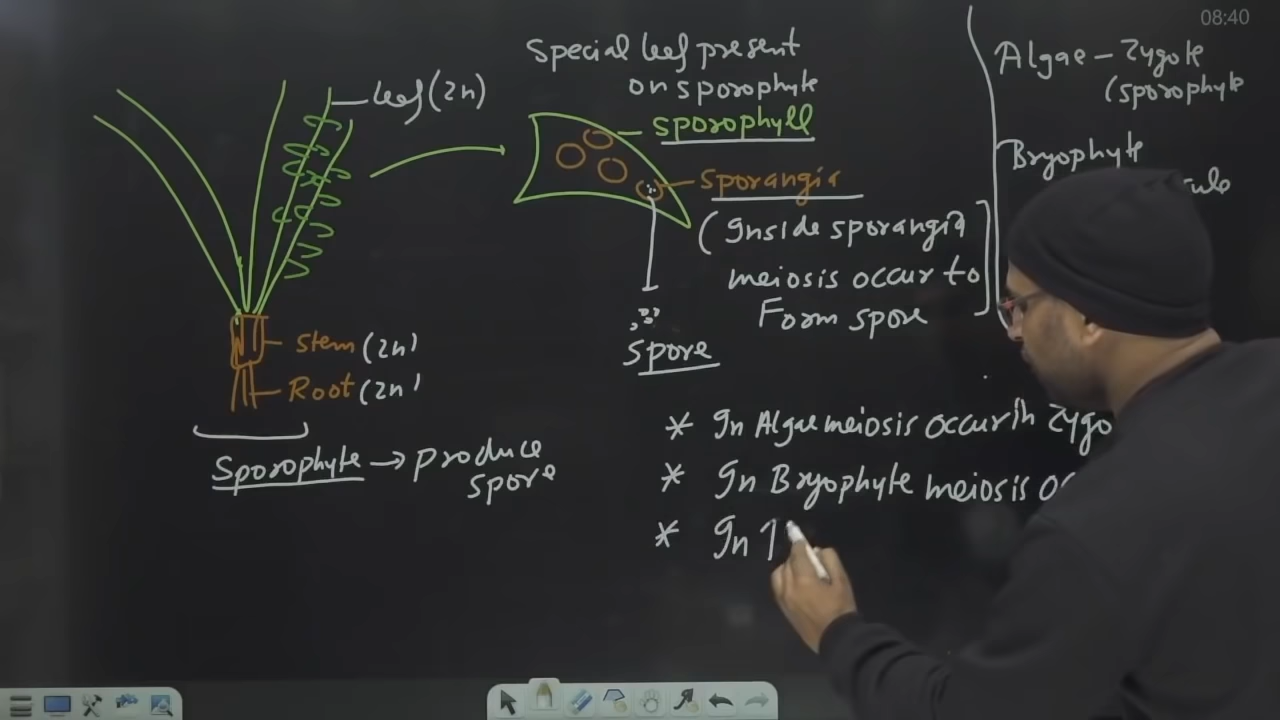 08:40
Special leaf present
on sporophyte
Leaf (2n)
Sporophyll
Sporangia
(Inside sporangia
meiosis occur to
Form spore
Spore
Stem (2n)
Root (2n)
Sporophyte → Produce
spore
Algae – Zygote
(sporophyte
Bryophyte
* In Algae meiosis occur in
* In Bryophyte meiosis
* In